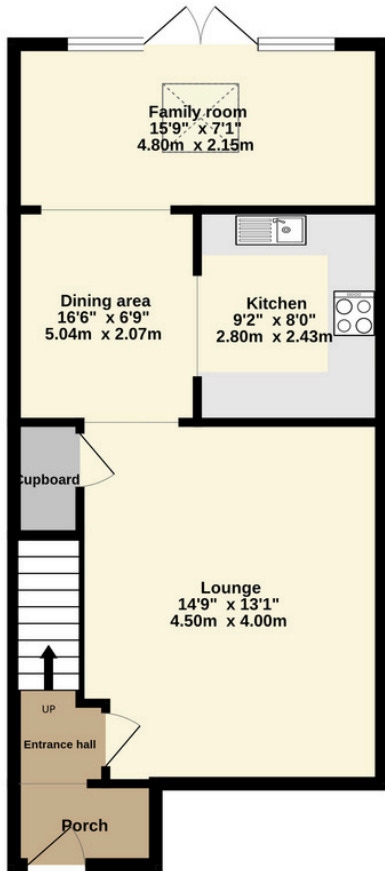 Family room
15'9" x 7'1"
4.80m x 2.15m
Dining area
16'6" x 6'9"
5.04m x 2.07m
Kitchen
9'2" x 8'0"
2.80m x 2.43m
Cupboard
Lounge
14'9" x 13'1"
4.50m x 4.00m
UP
Entrance hall
Porch